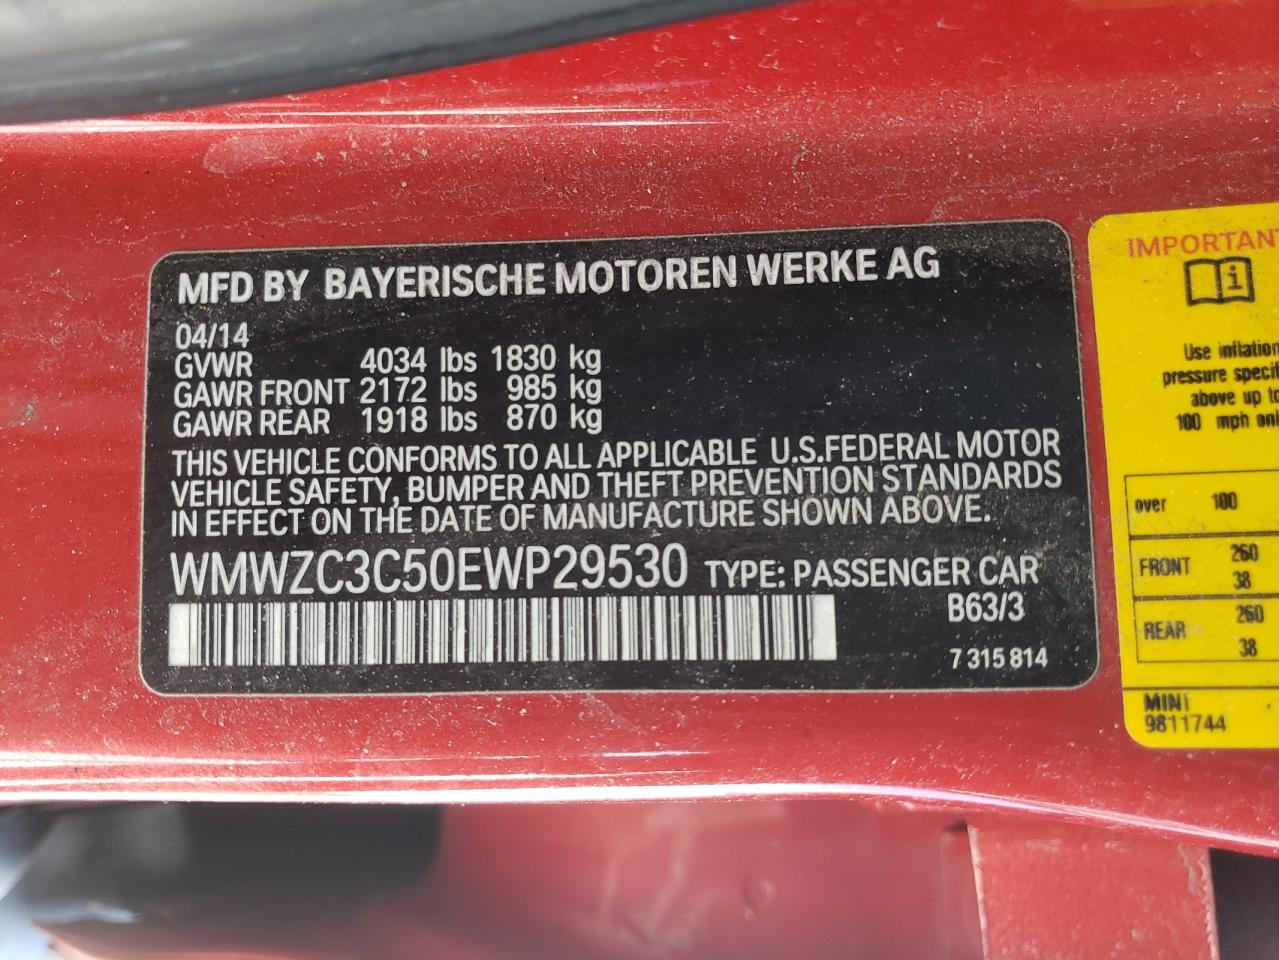 MFD BY BAYERISCHE MOTOREN WERKE AG
04/14
GVWR 4034 lbs 1830 kg
GAWR FRONT 2172 lbs 985 kg
GAWR REAR 1918 lbs 870 kg
THIS VEHICLE CONFORMS TO ALL APPLICABLE U.S.FEDERAL MOTOR
VEHICLE SAFETY, BUMPER AND THEFT PREVENTION STANDARDS
IN EFFECT ON THE DATE OF MANUFACTURE SHOWN ABOVE.
WMWZC3C50EWP29530 TYPE: PASSENGER CAR
B63/3
7 315 814
IMPORTANT
i
Use inflation
pressure
above up to
100 mph
over 100
FRONT 260
38
REAR 260
38
MINI
9811744